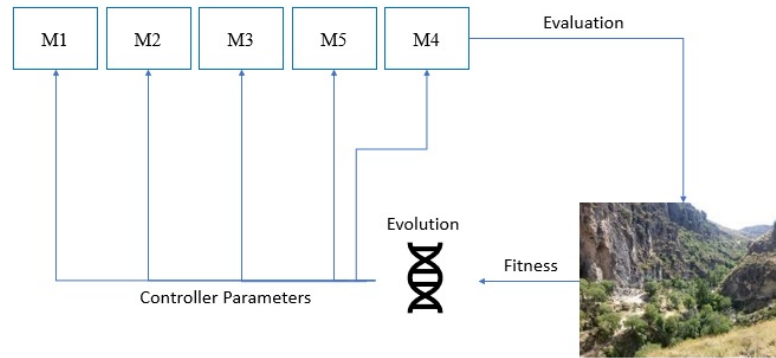 M1
M2
M3
M5
M4
Evaluation
Evolution
Fitness
Controller Parameters